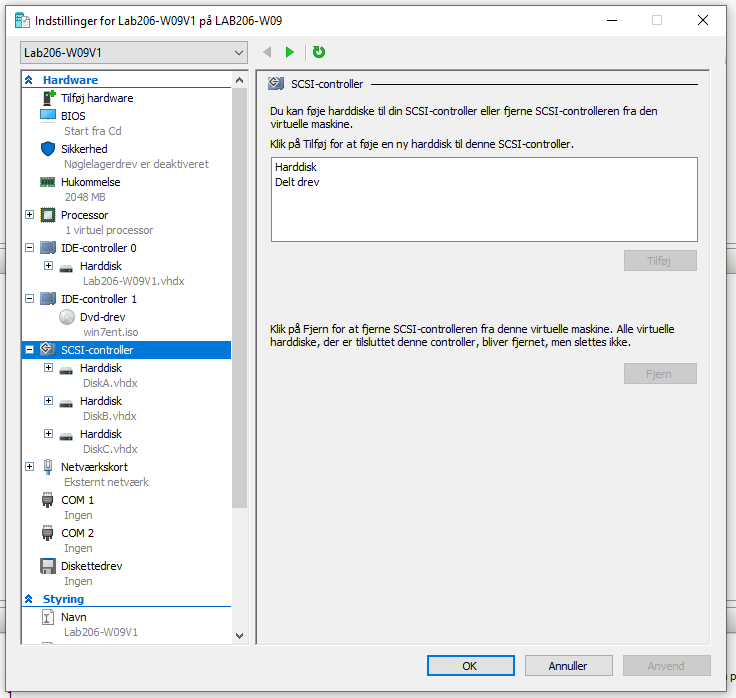 Indstillinger for Lab206-W09V1 på LAB206-W09
Lab206-W09V1
Hardware
Tilføj hardware
BIOS
Start fra Cd
Sikkerhed
Nøglelagerdrev er deaktiveret
Hukommelse
2048 MB
Processor
1 virtuel processor
IDE-controller 0
Harddisk
Lab206-W09V1.vhdx
IDE-controller 1
Dvd-drev
win7ent.iso
SCSI-controller
Harddisk
DiskA.vhdx
Harddisk
DiskB.vhdx
Harddisk
DiskC.vhdx
Netværkskort
Eksternt netværk
COM 1
Ingen
COM 2
Ingen
Diskettedrev
Ingen
Styring
Navn
Lab206-W09V1
SCSI-controller
Du kan føje harddiske til din SCSI-controller eller fjerne SCSI-controlleren fra den
virtuelle maskine.
Klik på Tilføj for at føje en ny harddisk til denne SCSI-controller.
Harddisk
Delt drev
Tilføj
Klik på Fjern for at fjerne SCSI-controlleren fra denne virtuelle maskine. Alle virtuelle
harddiske, der er tilsluttet denne controller, bliver fjernet, men slettes ikke.
Fjern
OK
Annuller
Anvend